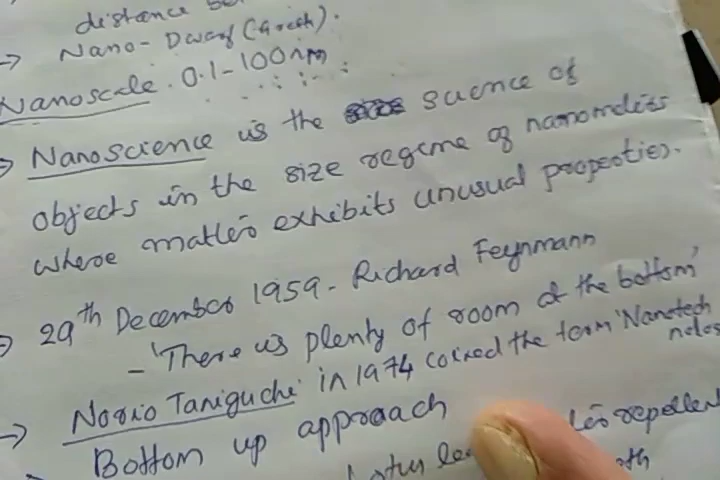 distance
→ Nano - Dwarf (Greek).
Nanoscale. 0.1-100nm
→ Nanoscience is the science of
objects in the size regime of nanometers
where matter exhibits unusual properties.
→ 29th December 1959 - Richard Feynmann
- 'There is plenty of room at the bottom'
→ Norio Taniguchi in 1974 coined the term 'Nanotech
Bottom up approach repellent
Lotus